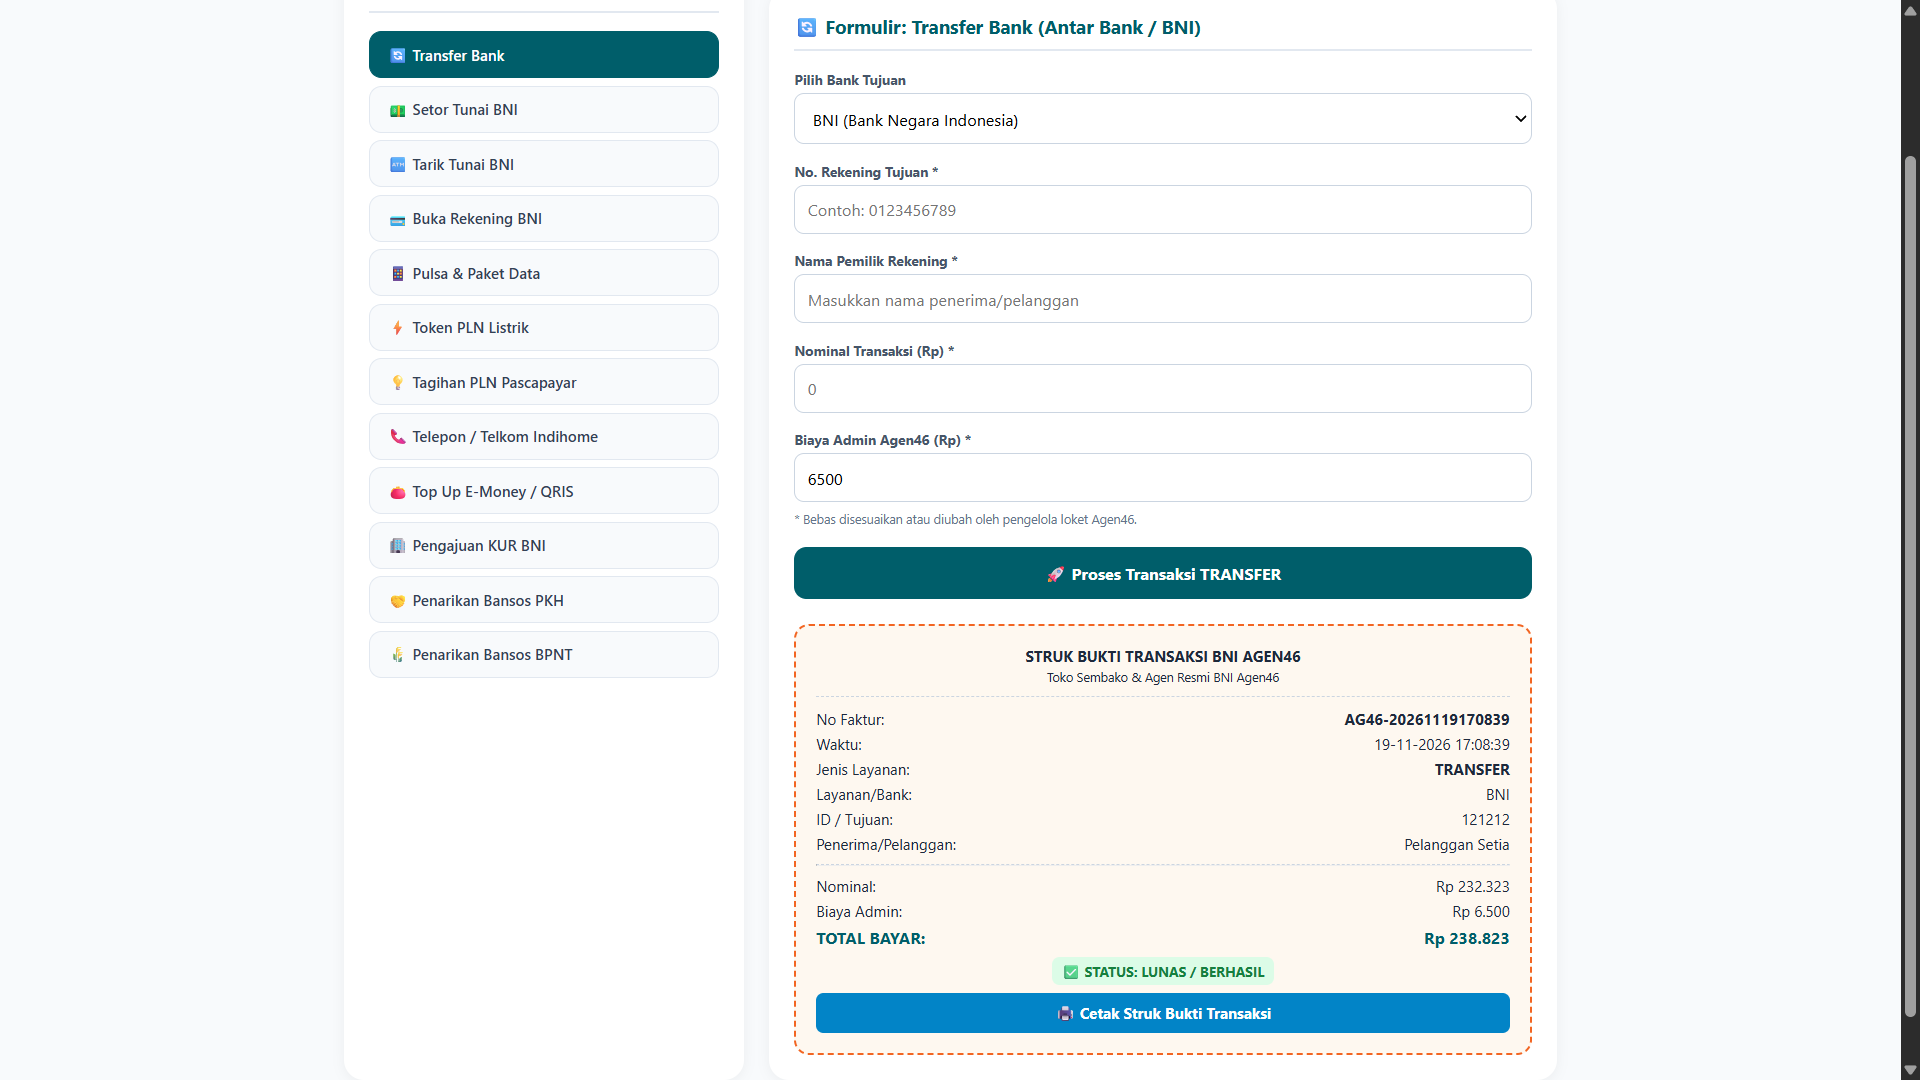 Transfer Bank
Setor Tunai BNI
Tarik Tunai BNI
Buka Rekening BNI
Pulsa & Paket Data
Token PLN Listrik
Tagihan PLN Pascapayar
Telepon / Telkom Indihome
Top Up E-Money / QRIS
Pengajuan KUR BNI
Penarikan Bansos PKH
Penarikan Bansos BPNT
Formulir: Transfer Bank (Antar Bank / BNI)
Pilih Bank Tujuan
BNI (Bank Negara Indonesia)
No. Rekening Tujuan *
Contoh: 0123456789
Nama Pemilik Rekening *
Masukkan nama penerima/pelanggan
Nominal Transaksi (Rp) *
0
Biaya Admin Agen46 (Rp) *
6500
* Bebas disesuaikan atau diubah oleh pengelola loket Agen46.
🚀 Proses Transaksi TRANSFER
STRUK BUKTI TRANSAKSI BNI AGEN46
Toko Sembako & Agen Resmi BNI Agen46
No Faktur: AG46-20261119170839
Waktu: 19-11-2026 17:08:39
Jenis Layanan: TRANSFER
Layanan/Bank: BNI
ID / Tujuan: 121212
Penerima/Pelanggan: Pelanggan Setia
Nominal: Rp 232.323
Biaya Admin: Rp 6.500
TOTAL BAYAR: Rp 238.823
✅ STATUS: LUNAS / BERHASIL
Cetak Struk Bukti Transaksi